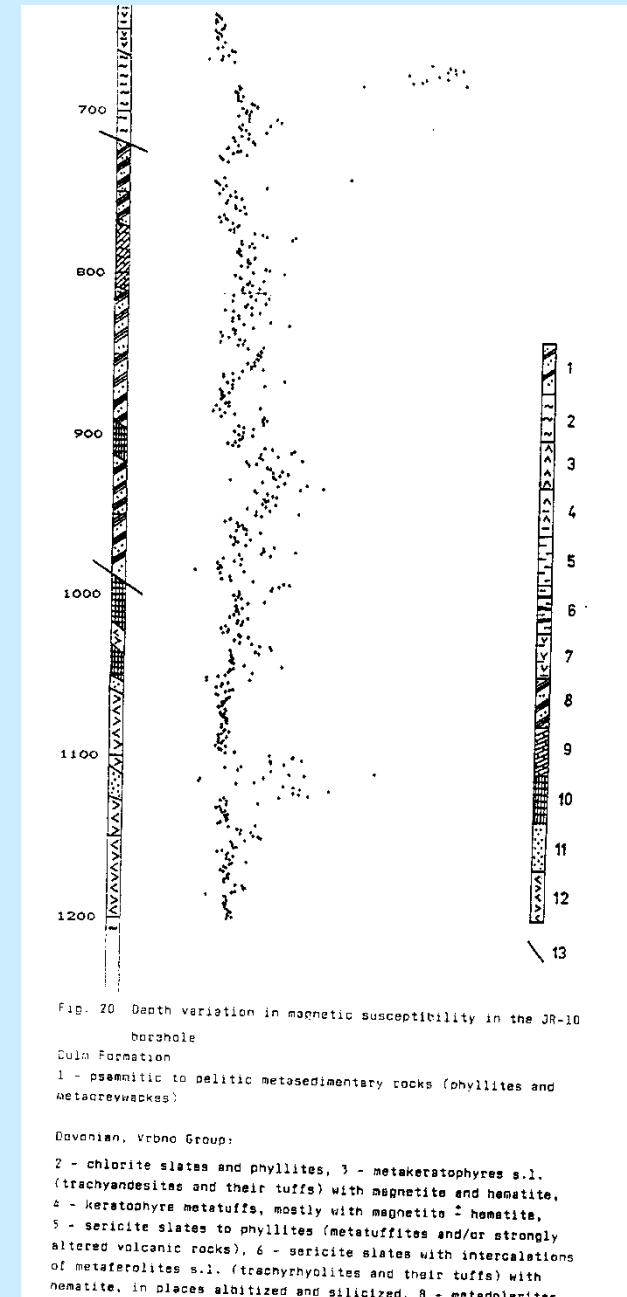 700
800
900
1000
1100
1200
1
2
3
4
5
6
7
8
9
10
11
12
13
Fig. 20 Depth variation in magnetic susceptibility in the JR-10
borehole
Culm Formation
1 - psammitic to pelitic metasedimentary rocks (phyllites and
metagreywackes)
Devonian, Vrbno Group:
2 - chlorite slates and phyllites, 3 - metakeratophyres s.l.
(trachyandesites and their tuffs) with magnetite and hematite,
4 - keratophyre metatuffs, mostly with magnetite ± hematite,
5 - sericite slates to phyllites (metatuffites and/or strongly
altered volcanic rocks), 6 - sericite slates with intercalations
of metaferolites s.l. (trachyrhyolites and their tuffs) with
hematite, in places albitized and silicized, 8 - metadolerites